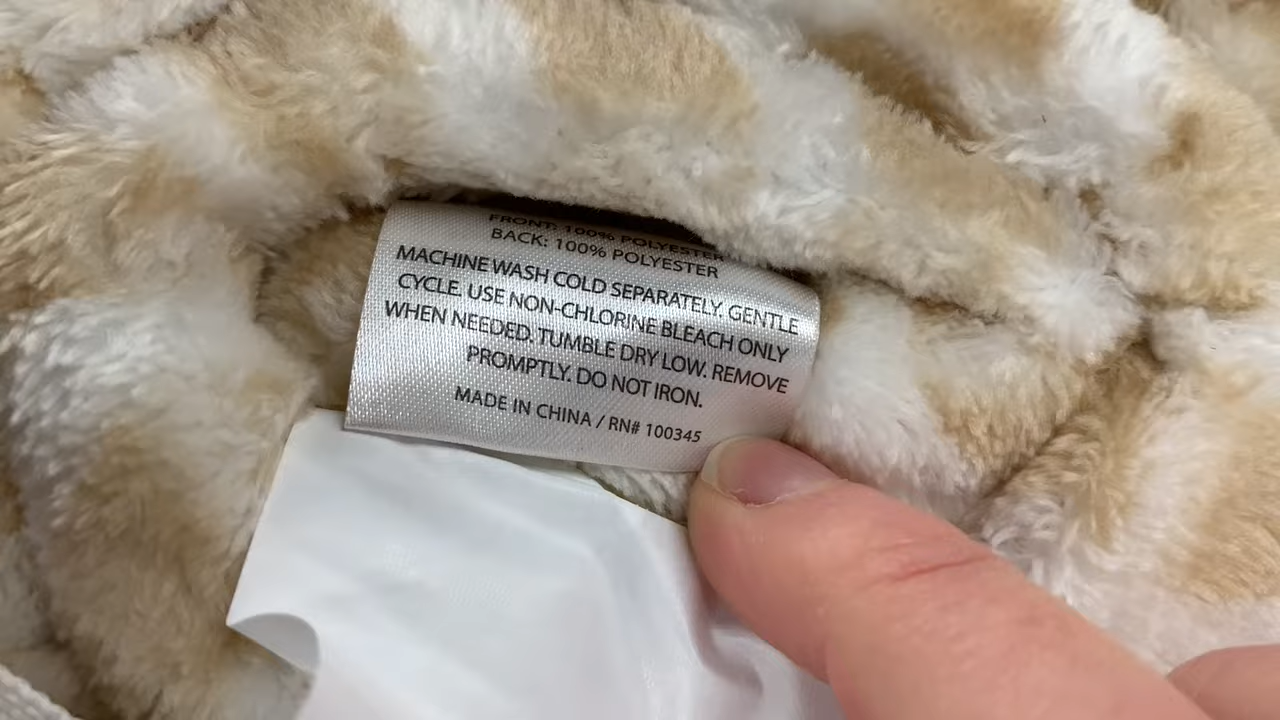 FRONT: 100% POLYESTER
BACK: 100% POLYESTER
MACHINE WASH COLD SEPARATELY. GENTLE
CYCLE. USE NON-CHLORINE BLEACH ONLY
WHEN NEEDED. TUMBLE DRY LOW. REMOVE
PROMPTLY. DO NOT IRON.
MADE IN CHINA / RN# 100345